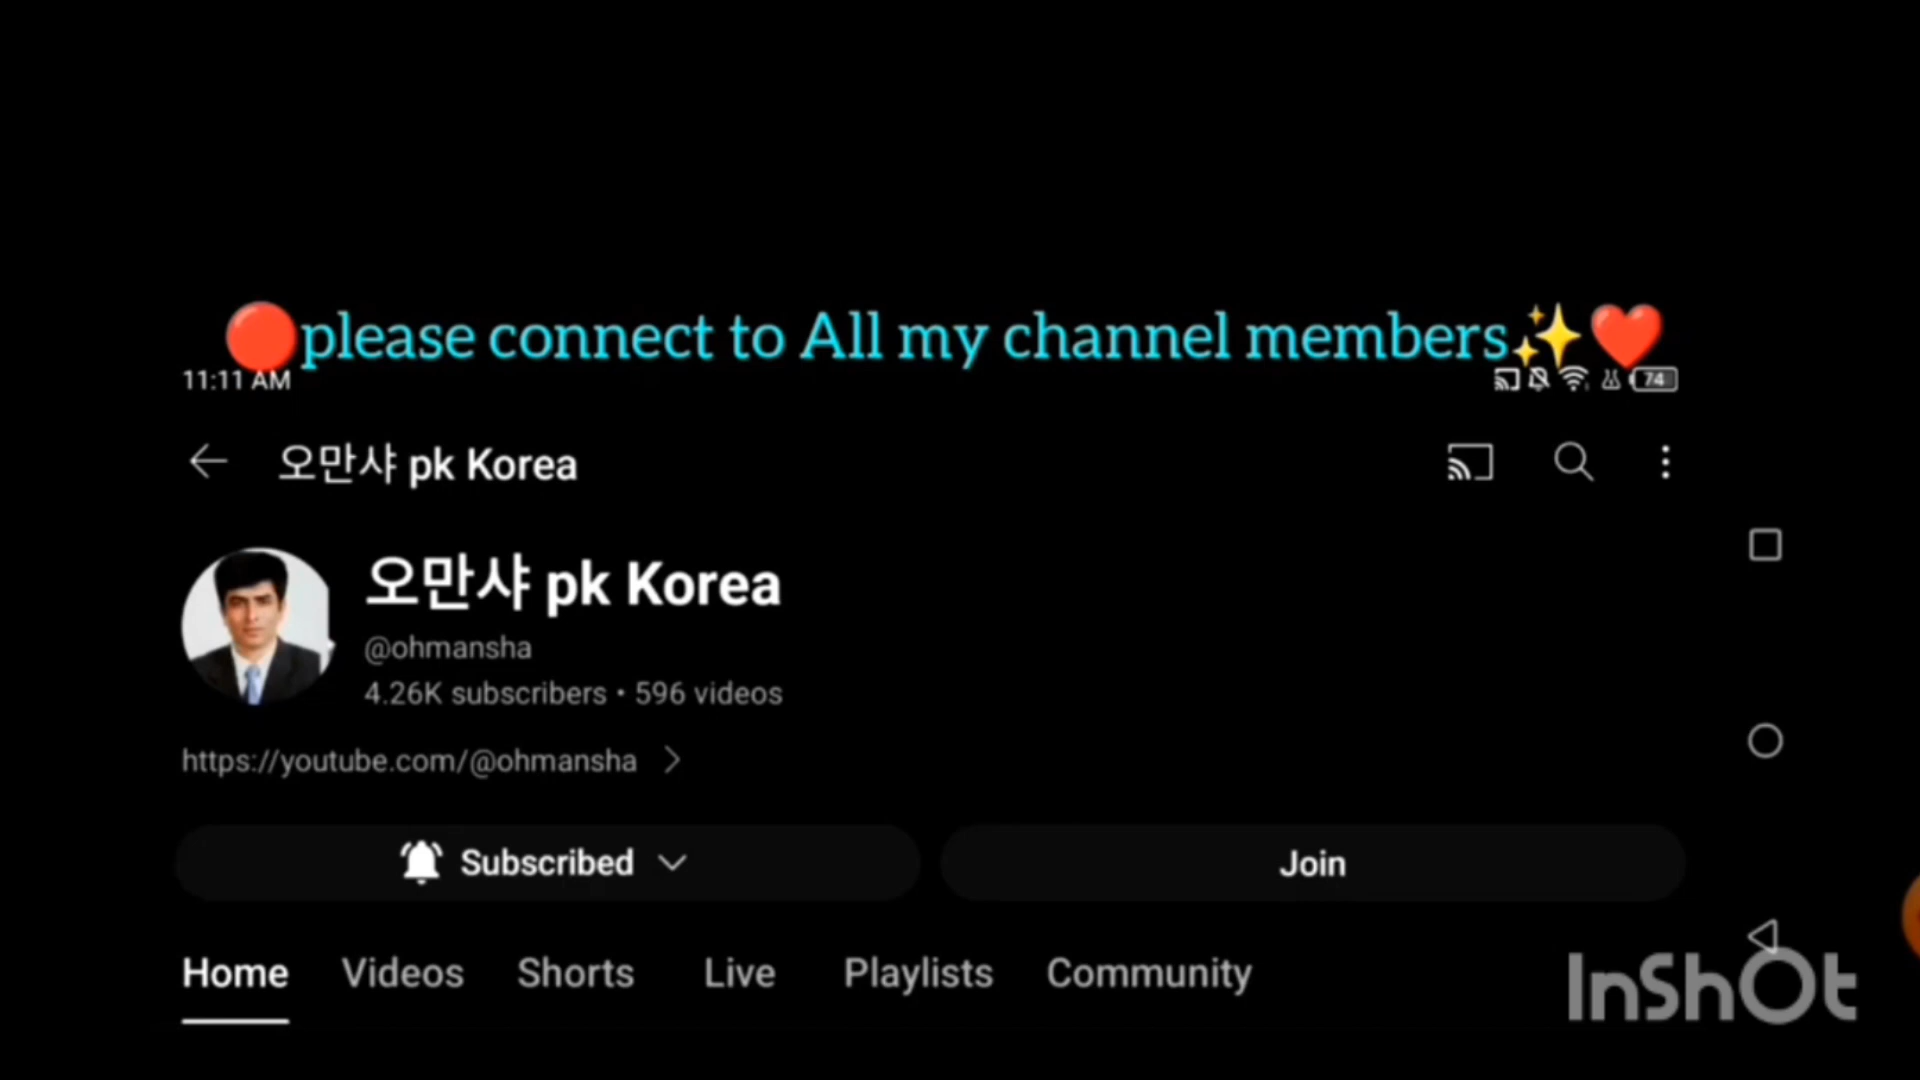 🔴please connect to All my channel members✨❤️
11:11 AM 74
오만샤 pk Korea
오만샤 pk Korea
@ohmansha
4.26K subscribers • 596 videos
https://youtube.com/@ohmansha
Subscribed Join
Home Videos Shorts Live Playlists Community
InShOt